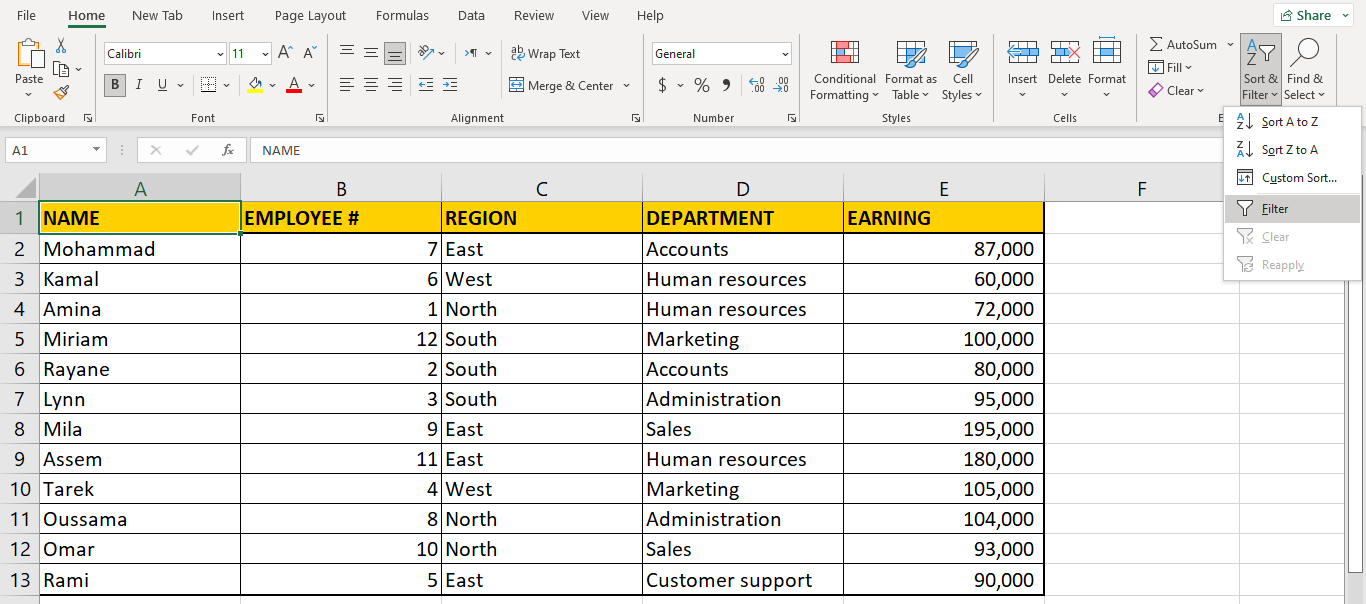 File Home New Tab Insert Page Layout Formulas Data Review View Help Share
Calibri 11 General
Paste B I U A ab Wrap Text Merge & Center $ % 9 Conditional Formatting Format as Table Cell Styles Insert Delete Format AutoSum Fill Clear Sort & Filter Find & Select
Clipboard Font Alignment Number Styles Cells E
Sort A to Z
Sort Z to A
Custom Sort...
Filter
Clear
Reapply
A1 fx NAME
A B C D E F
1 NAME EMPLOYEE # REGION DEPARTMENT EARNING
2 Mohammad 7 East Accounts 87,000
3 Kamal 6 West Human resources 60,000
4 Amina 1 North Human resources 72,000
5 Miriam 12 South Marketing 100,000
6 Rayane 2 South Accounts 80,000
7 Lynn 3 South Administration 95,000
8 Mila 9 East Sales 195,000
9 Assem 11 East Human resources 180,000
10 Tarek 4 West Marketing 105,000
11 Oussama 8 North Administration 104,000
12 Omar 10 North Sales 93,000
13 Rami 5 East Customer support 90,000